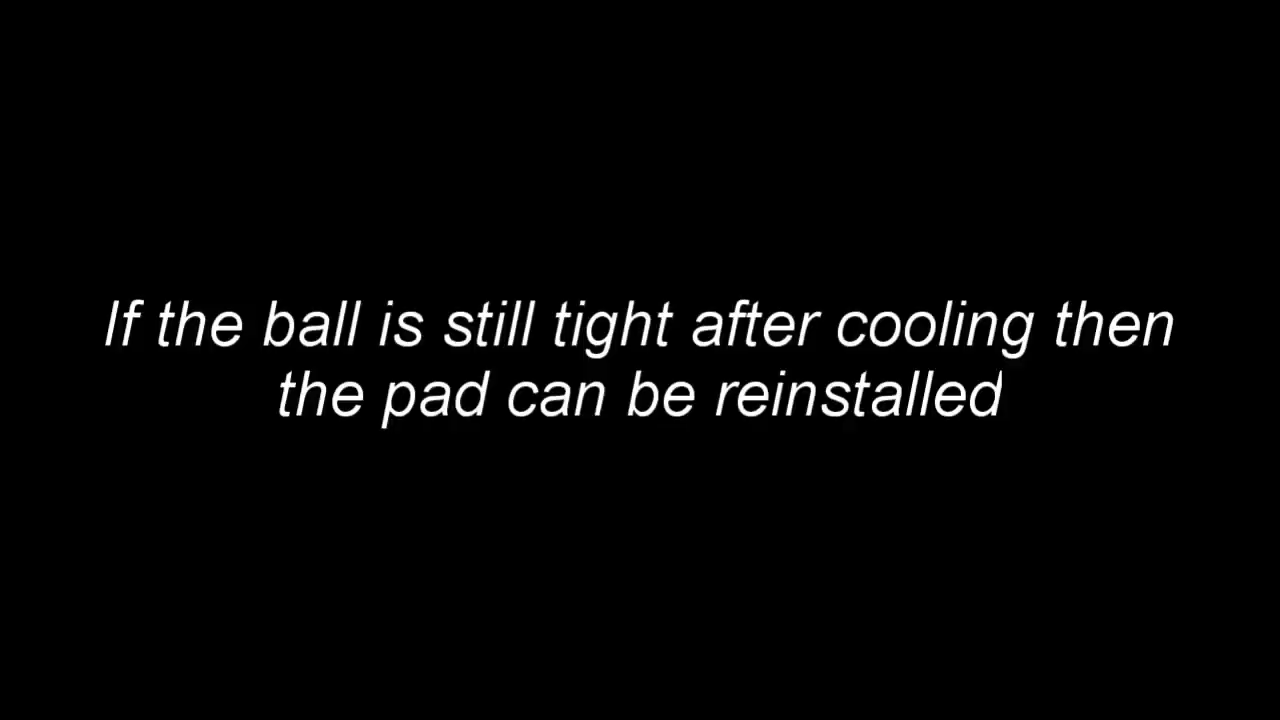 If the ball is still tight after cooling then
the pad can be reinstalled